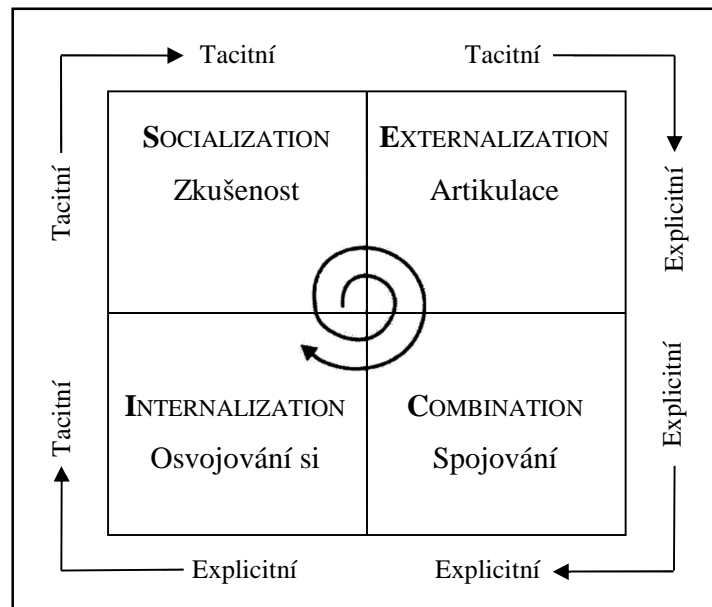 Tacitní
Tacitní
Tacitní
SOCIALIZATION
Zkušenost
EXTERNALIZATION
Artikulace
Explicitní
Tacitní
INTERNALIZATION
Osvojování si
COMBINATION
Spojování
Explicitní
Explicitní
Explicitní